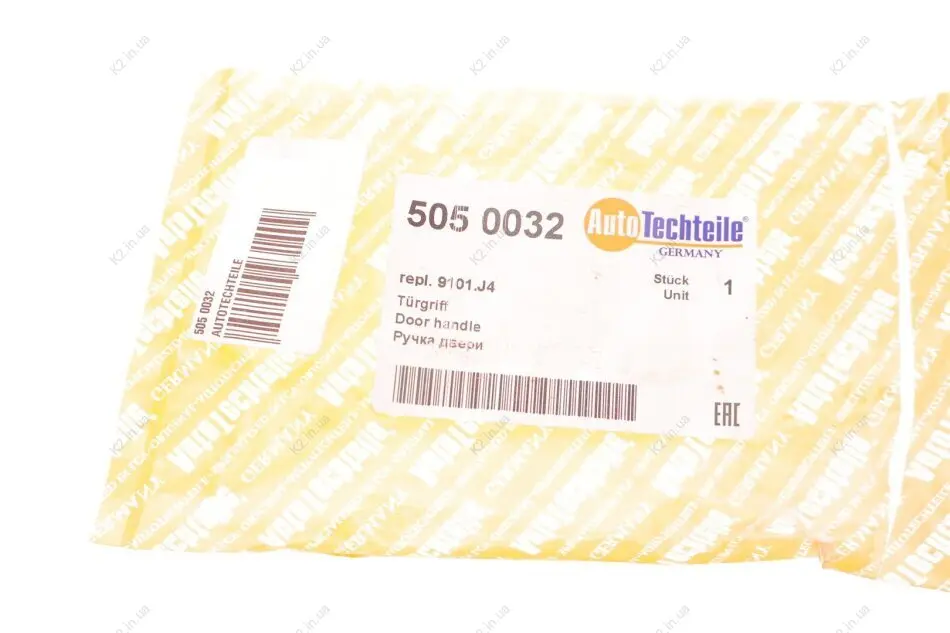 505 0032
AUTOTECHTEILE
505 0032
AutoTechteile®
GERMANY
repl. 9101.J4
Stück
Unit
1
Türgriff
Door handle
Ручка двери
EAC
K2.in.ua